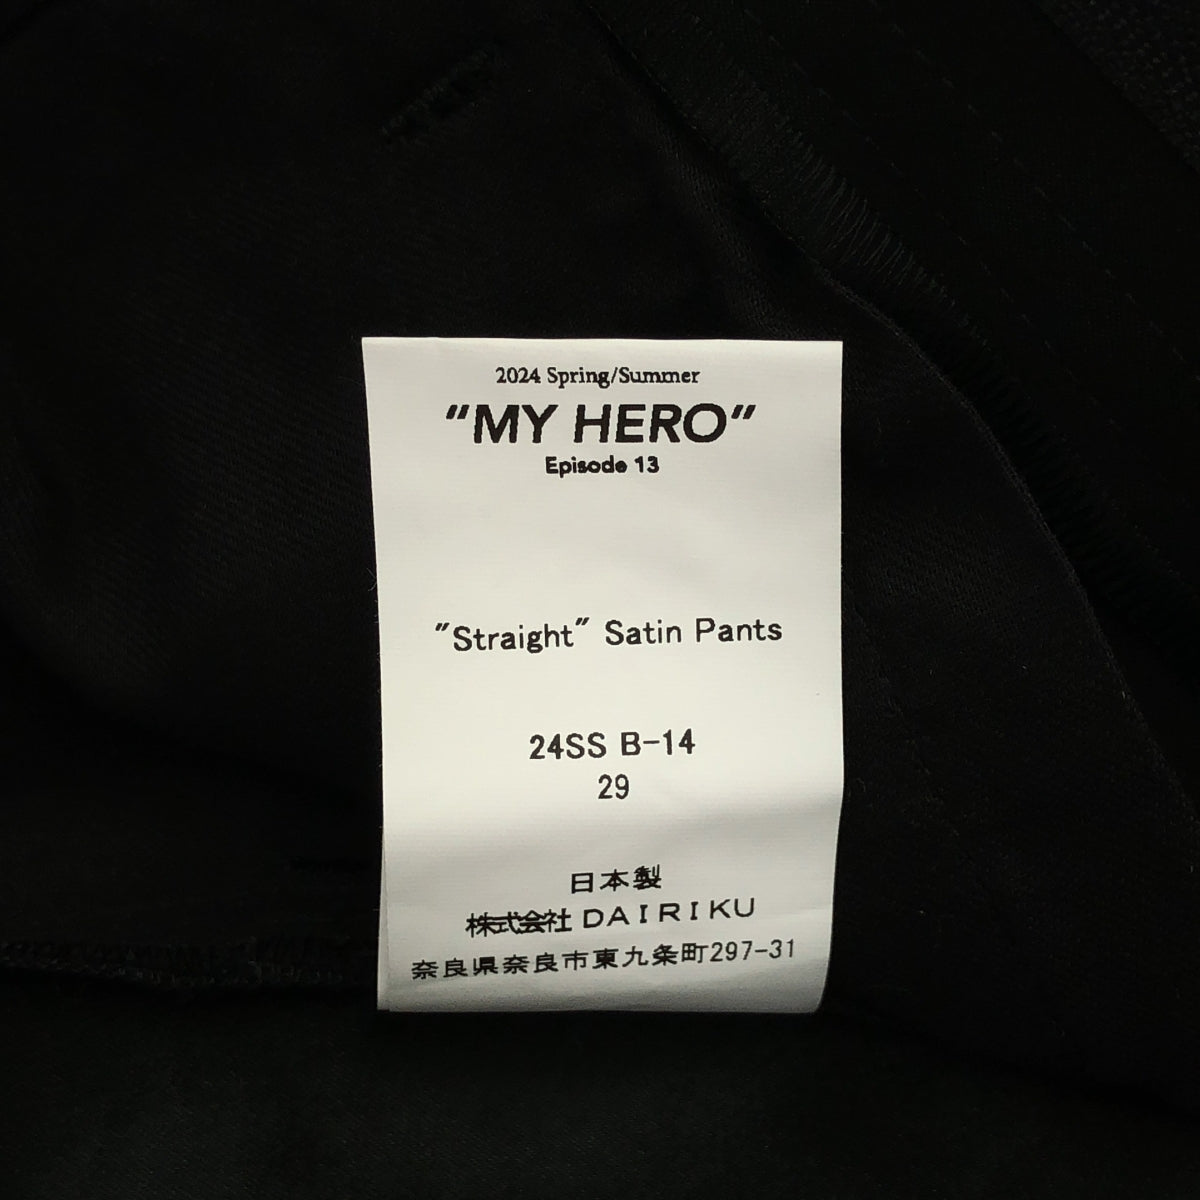 2024 Spring/Summer
"MY HERO"
Episode 13
"Straight" Satin Pants
24SS B-14
29
日本製
株式会社 DAIRIKU
奈良県奈良市東九条町297-31